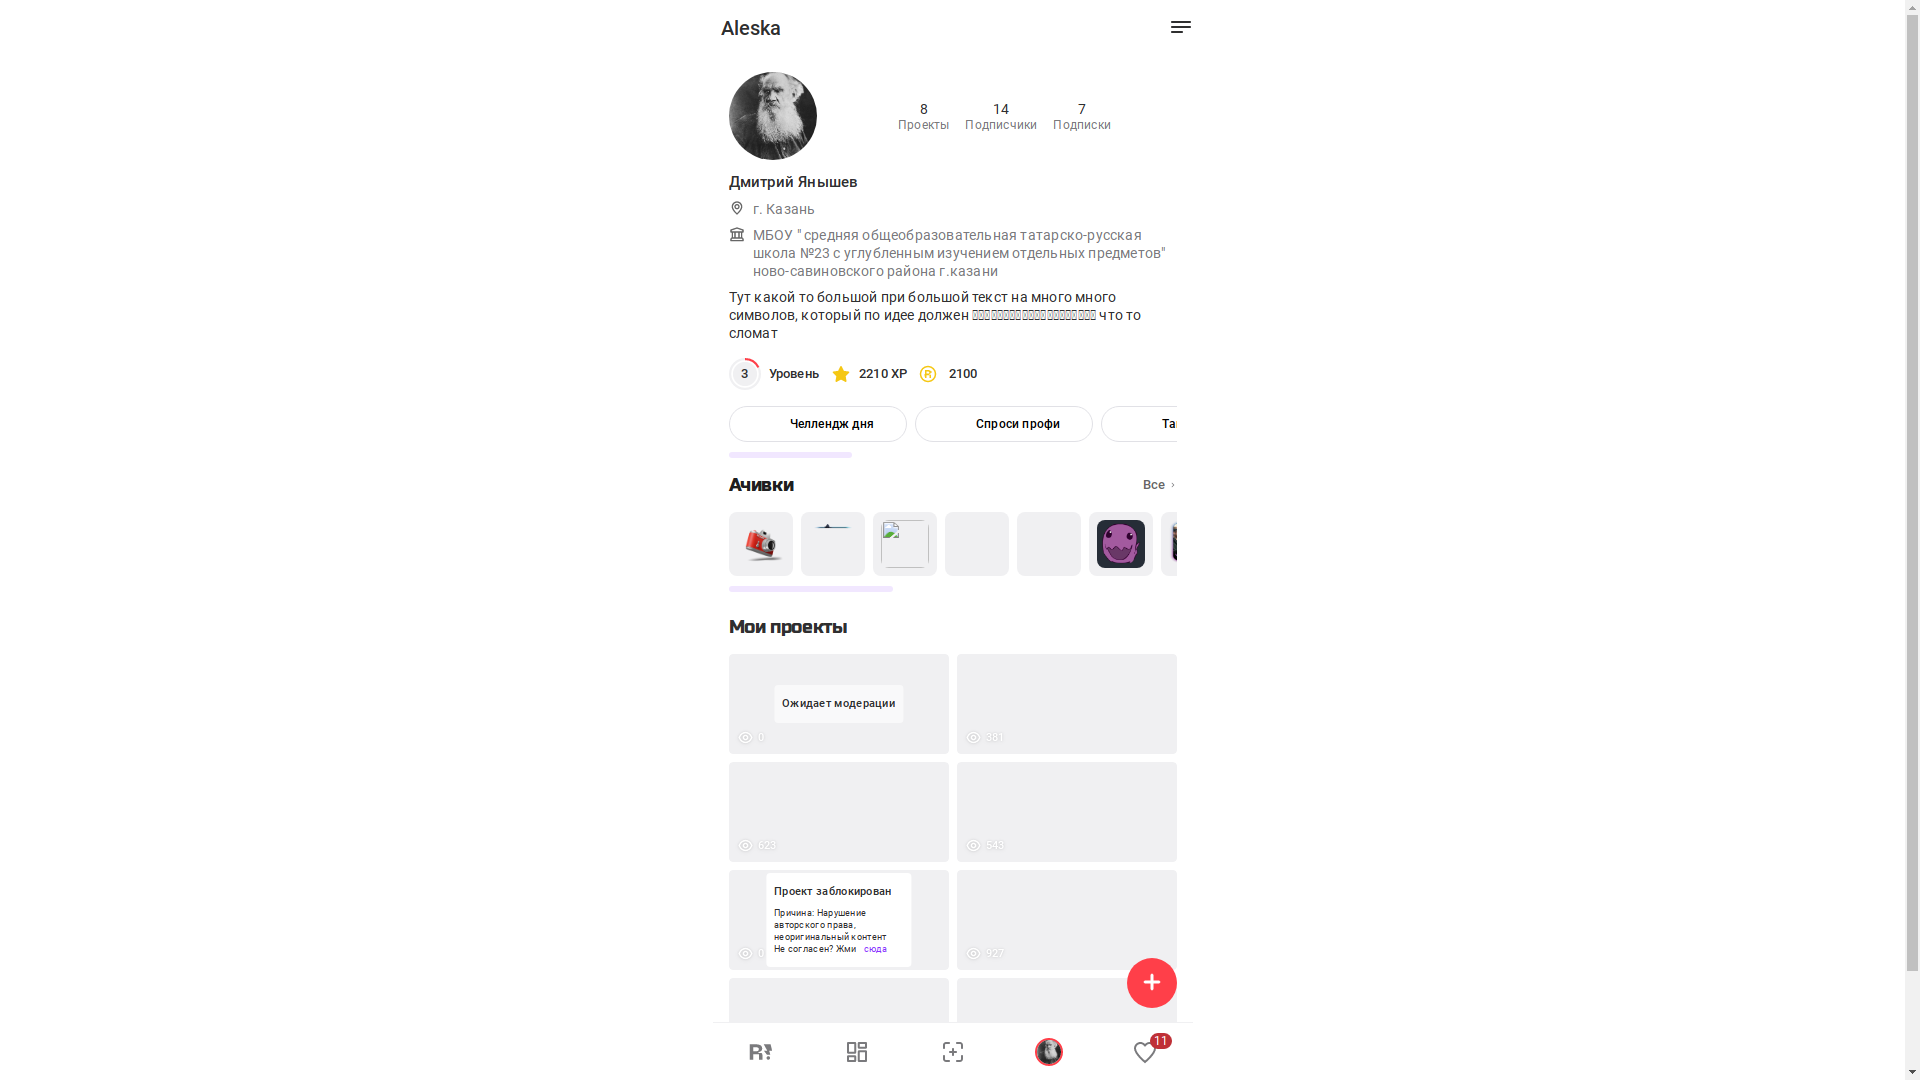 Aleska
8
14
7
Проекты
Подписчики
Подписки
Дмитрий Янышев
г. Казань
МБОУ "средняя общеобразовательная татарско-русская
школа №23 с углубленным изучением отдельных предметов"
ново-савиновского района г.казани
Тут какой то большой при большой текст на много много
символов, который по идее должен что то
сломат
3 Уровень 2210 XP 2100
Челлендж дня
Спроси профи
Ачивки
Все
Мои проекты
Ожидает модерации
0
381
623
543
Проект заблокирован
Причина: Нарушение
авторского права,
неоригинальный контент
Не согласен? Жми сюда
0
927
11